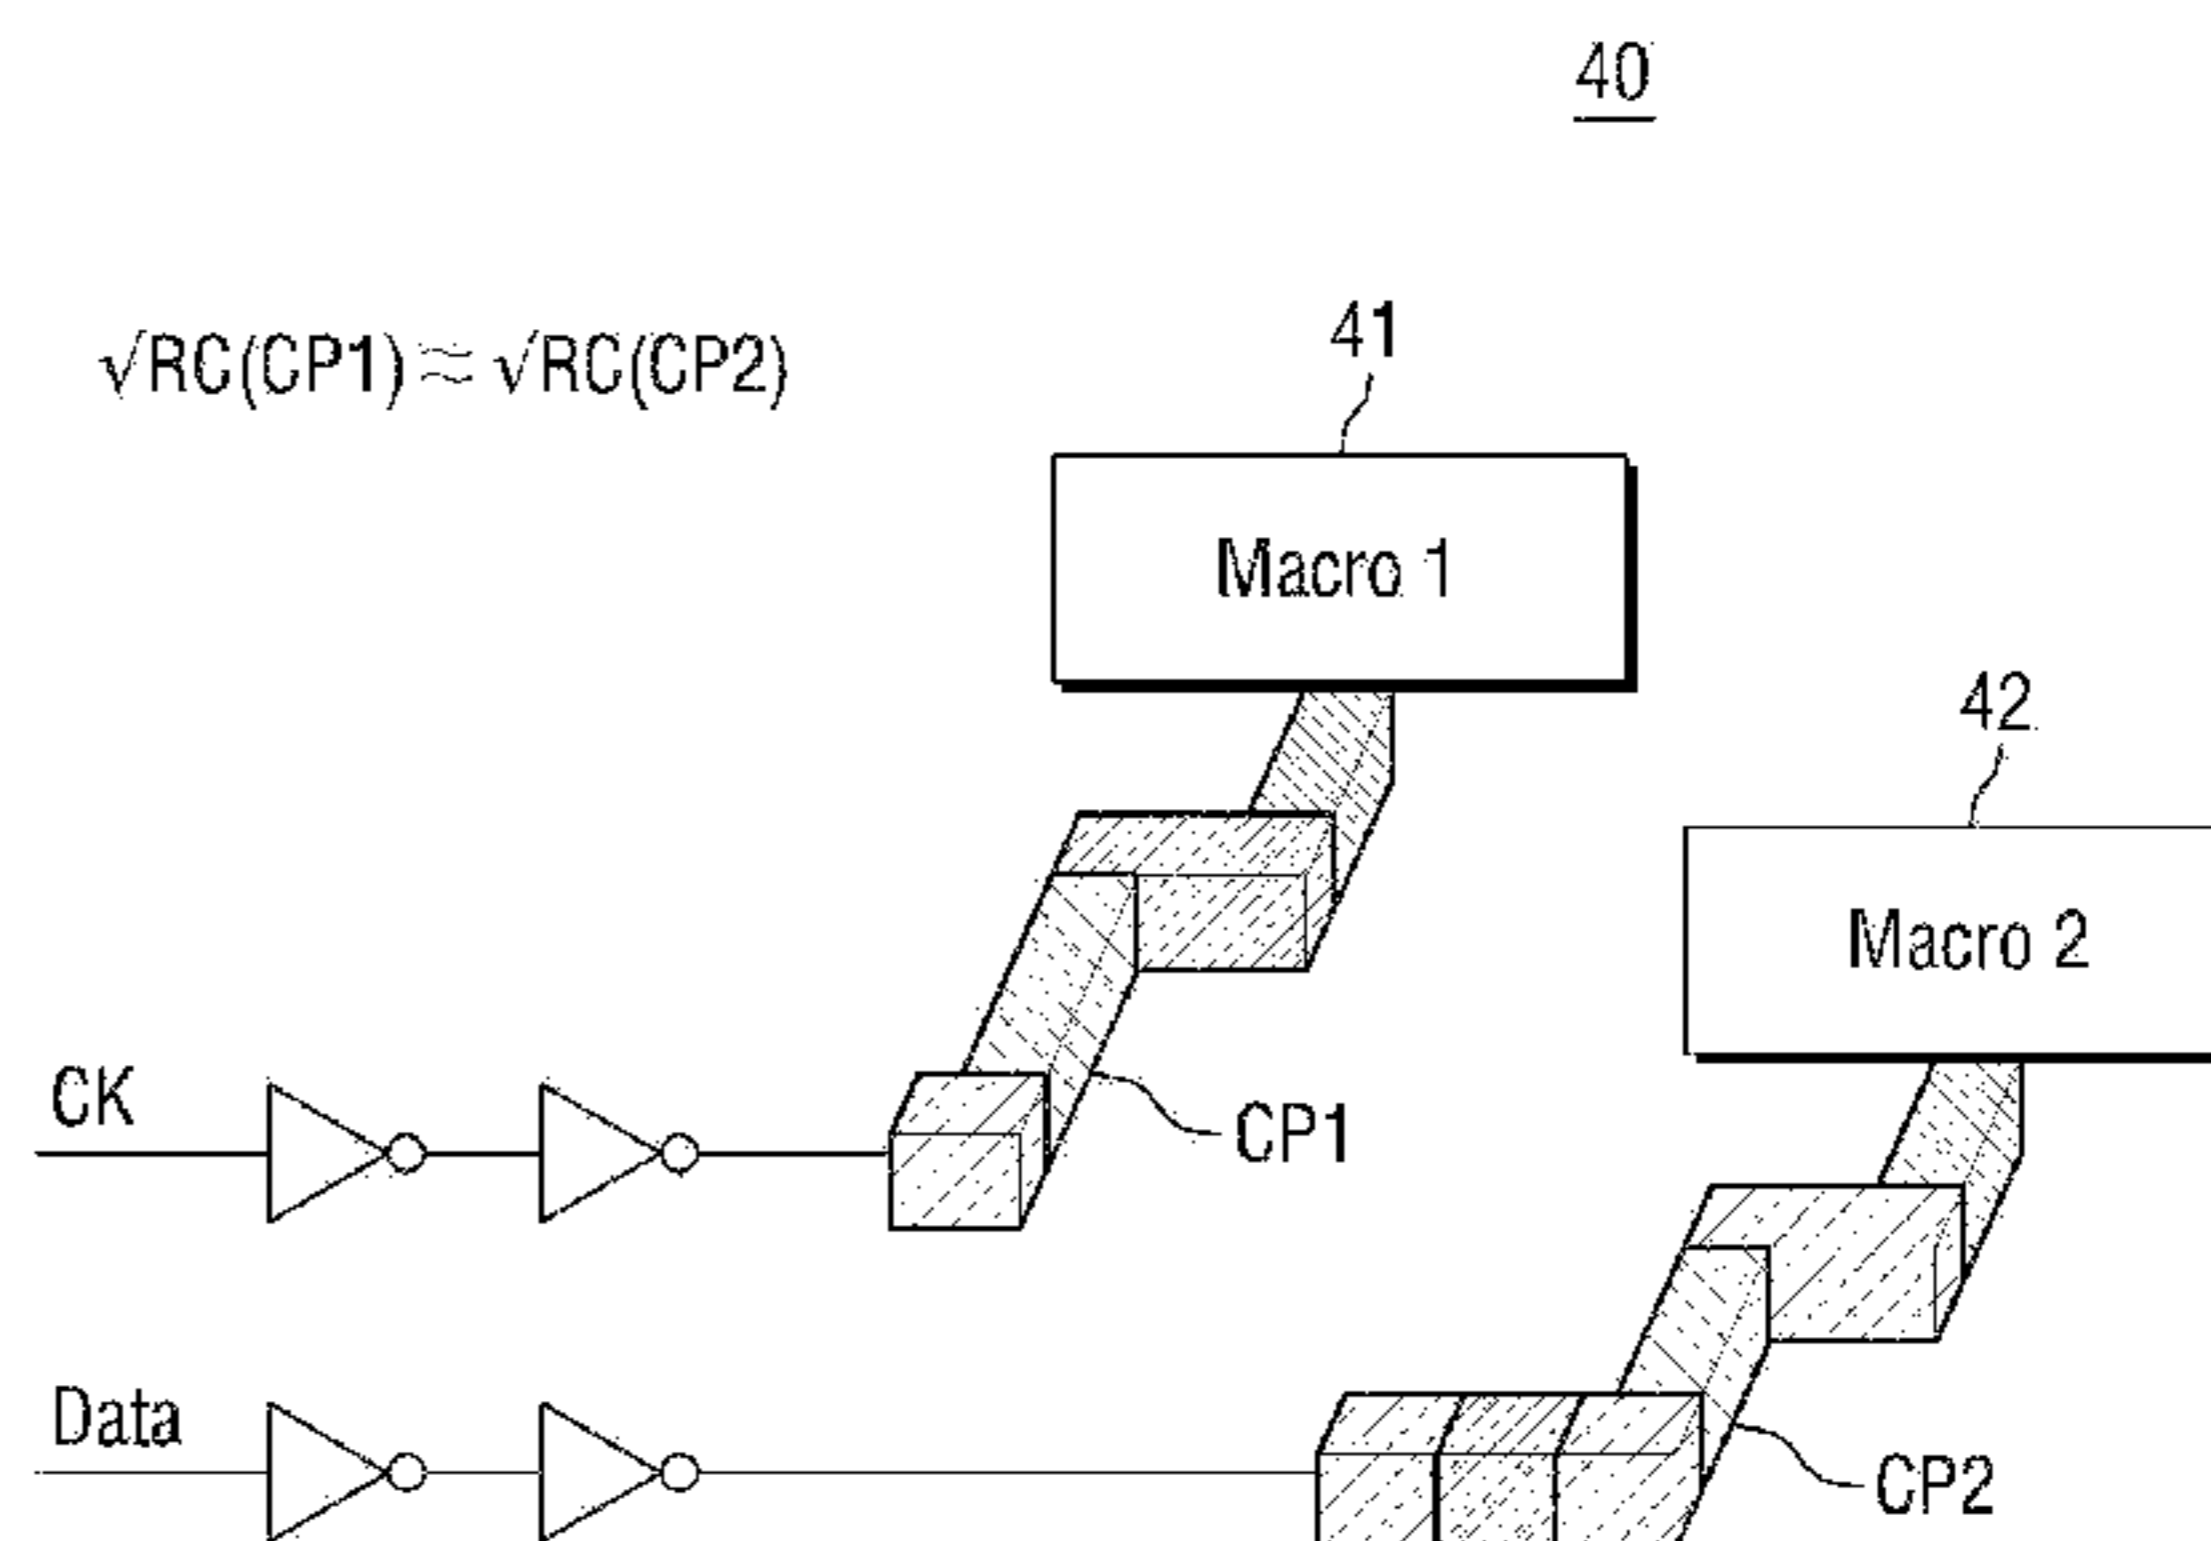 40
√RC(CP1) ≈ √RC(CP2)
41
Macro 1
42
Macro 2
CK
CP1
Data
CP2